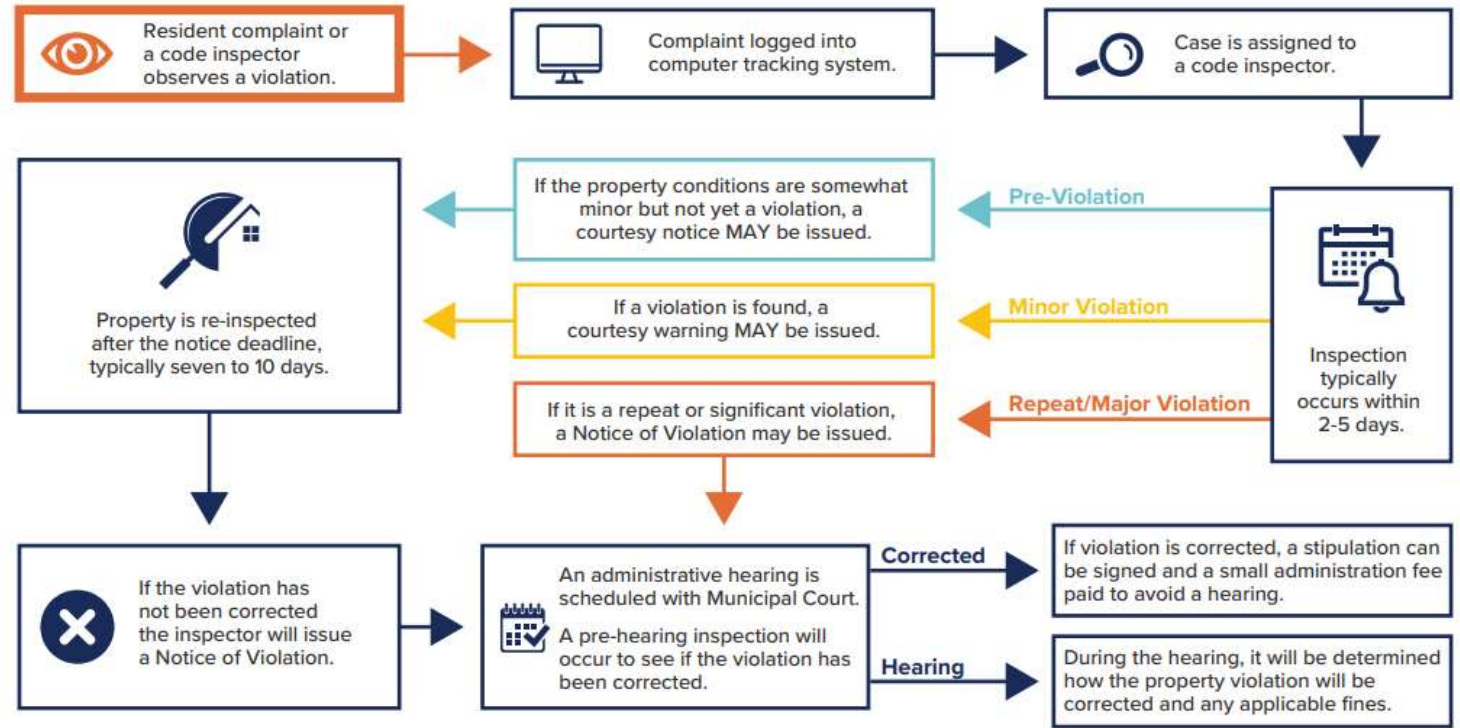 Resident complaint or
a code inspector
observes a violation.
Complaint logged into
computer tracking system.
Case is assigned to
a code inspector.
Inspection
typically
occurs within
2-5 days.
Pre-Violation
If the property conditions are somewhat
minor but not yet a violation, a
courtesy notice MAY be issued.
Minor Violation
If a violation is found, a
courtesy warning MAY be issued.
Repeat/Major Violation
If it is a repeat or significant violation,
a Notice of Violation may be issued.
Property is re-inspected
after the notice deadline,
typically seven to 10 days.
If the violation has
not been corrected
the inspector will issue
a Notice of Violation.
An administrative hearing is
scheduled with Municipal Court.
A pre-hearing inspection will
occur to see if the violation has
been corrected.
Corrected
If violation is corrected, a stipulation can
be signed and a small administration fee
paid to avoid a hearing.
Hearing
During the hearing, it will be determined
how the property violation will be
corrected and any applicable fines.